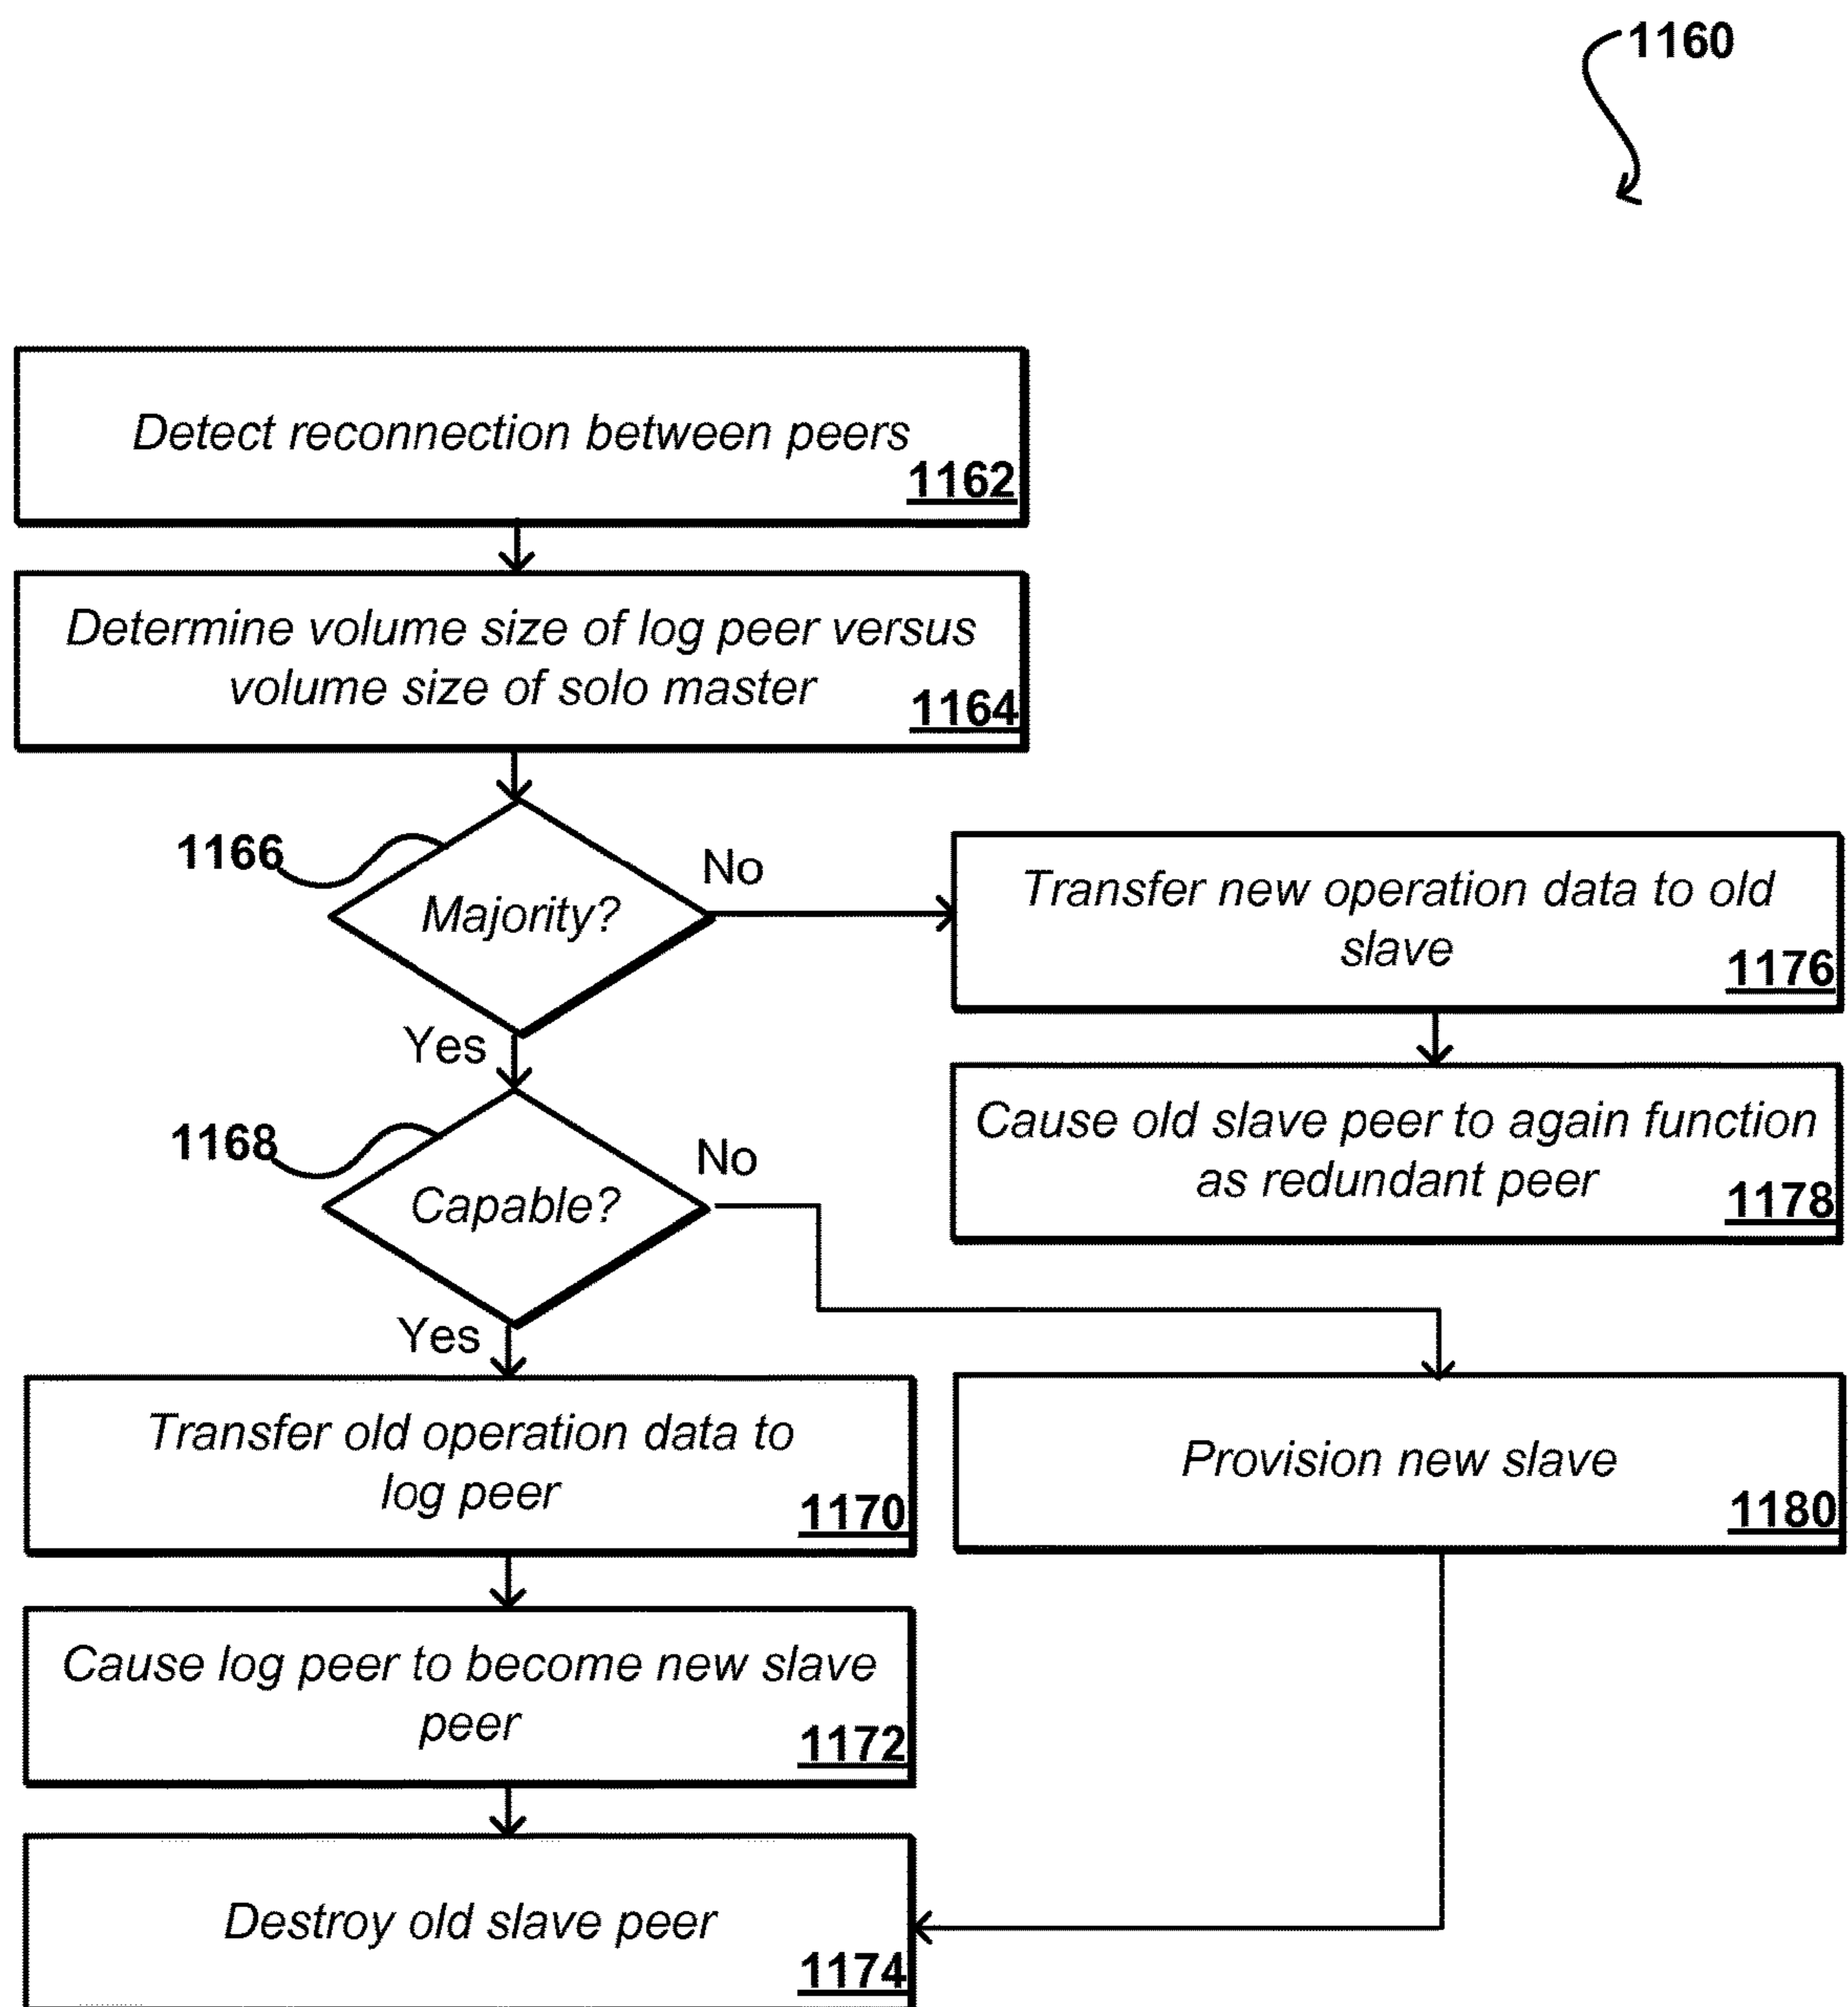 1160
Detect reconnection between peers
1162
Determine volume size of log peer versus
volume size of solo master
1164
1166
Majority?
No
Yes
Transfer new operation data to old
slave
1176
Cause old slave peer to again function
as redundant peer
1178
1168
Capable?
No
Yes
Transfer old operation data to
log peer
1170
Provision new slave
1180
Cause log peer to become new slave
peer
1172
Destroy old slave peer
1174